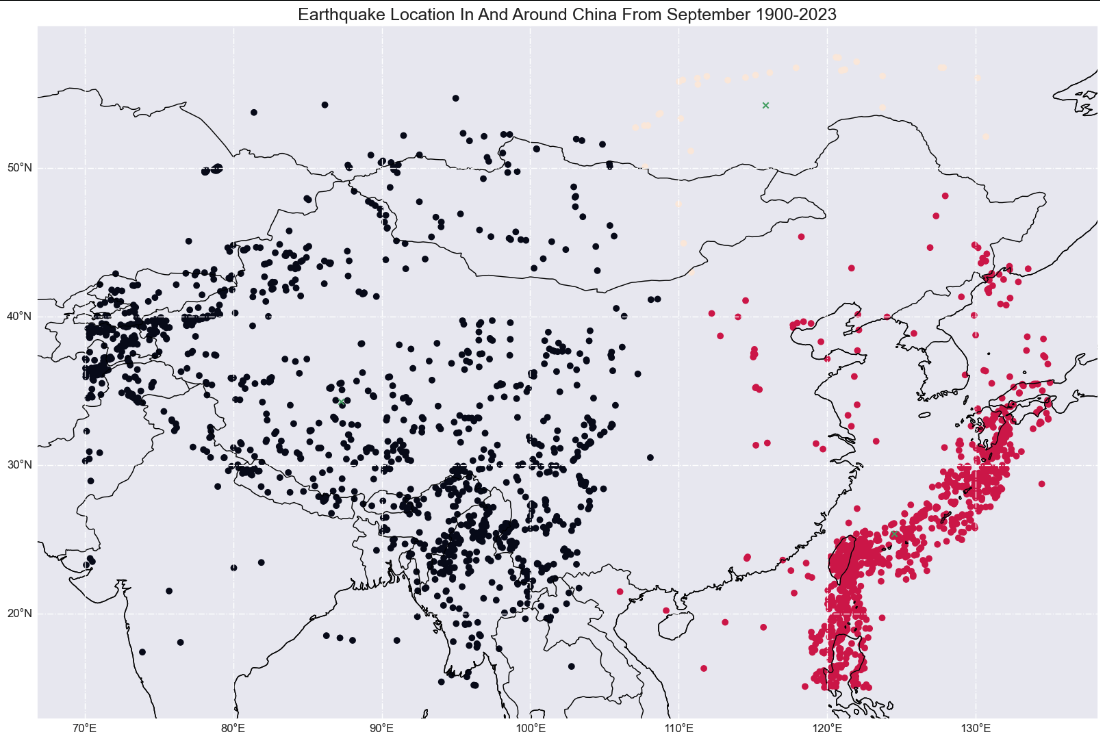 Earthquake Location In And Around China From September 1900-2023
50°N
40°N
30°N
20°N
70°E 80°E 90°E 100°E 110°E 120°E 130°E